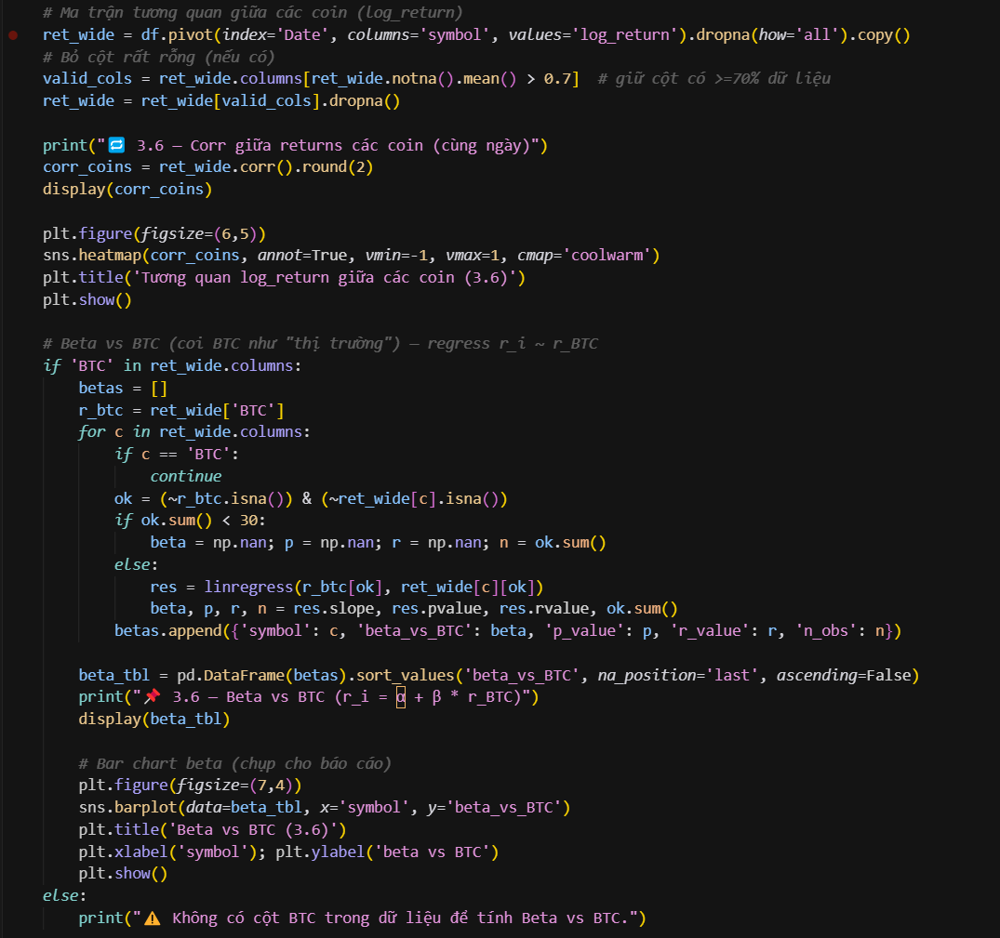 # Ma trận tương quan giữa các coin (log_return)
ret_wide = df.pivot(index='Date', columns='symbol', values='log_return').dropna(how='all').copy()
# Bỏ cột rất rỗng (nếu có)
valid_cols = ret_wide.columns[ret_wide.notna().mean() > 0.7]  # giữ cột có >=70% dữ liệu
ret_wide = ret_wide[valid_cols].dropna()

print("🔁 3.6 — Corr giữa returns các coin (cùng ngày)")
corr_coins = ret_wide.corr().round(2)
display(corr_coins)

plt.figure(figsize=(6,5))
sns.heatmap(corr_coins, annot=True, vmin=-1, vmax=1, cmap='coolwarm')
plt.title('Tương quan log_return giữa các coin (3.6)')
plt.show()

# Beta vs BTC (coi BTC như "thị trường") — regress r_i ~ r_BTC
if 'BTC' in ret_wide.columns:
    betas = []
    r_btc = ret_wide['BTC']
    for c in ret_wide.columns:
        if c == 'BTC':
            continue
        ok = (~r_btc.isna()) & (~ret_wide[c].isna())
        if ok.sum() < 30:
            beta = np.nan; p = np.nan; r = np.nan; n = ok.sum()
        else:
            res = linregress(r_btc[ok], ret_wide[c][ok])
            beta, p, r, n = res.slope, res.pvalue, res.rvalue, ok.sum()
        betas.append({'symbol': c, 'beta_vs_BTC': beta, 'p_value': p, 'r_value': r, 'n_obs': n})

    beta_tbl = pd.DataFrame(betas).sort_values('beta_vs_BTC', na_position='last', ascending=False)
    print("📌 3.6 — Beta vs BTC (r_i = α + β * r_BTC)")
    display(beta_tbl)

    # Bar chart beta (chụp cho báo cáo)
    plt.figure(figsize=(7,4))
    sns.barplot(data=beta_tbl, x='symbol', y='beta_vs_BTC')
    plt.title('Beta vs BTC (3.6)')
    plt.xlabel('symbol'); plt.ylabel('beta vs BTC')
    plt.show()
else:
    print("⚠️ Không có cột BTC trong dữ liệu để tính Beta vs BTC.")